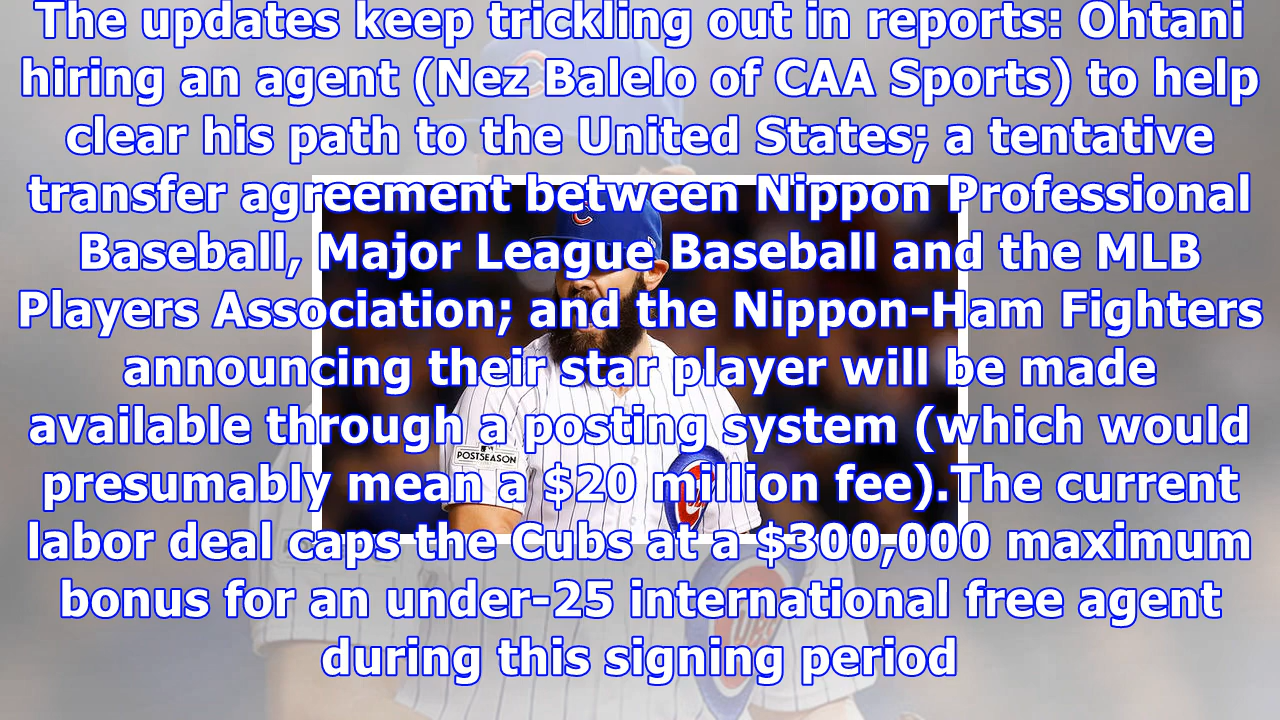 The updates keep trickling out in reports: Ohtani
hiring an agent (Nez Balelo of CAA Sports) to help
clear his path to the United States; a tentative
transfer agreement between Nippon Professional
Baseball, Major League Baseball and the MLB
Players Association; and the Nippon-Ham Fighters
announcing their star player will be made
available through a posting system (which would
presumably mean a $20 million fee).The current
labor deal caps the Cubs at a $300,000 maximum
bonus for an under-25 international free agent
during this signing period
POSTSEASON